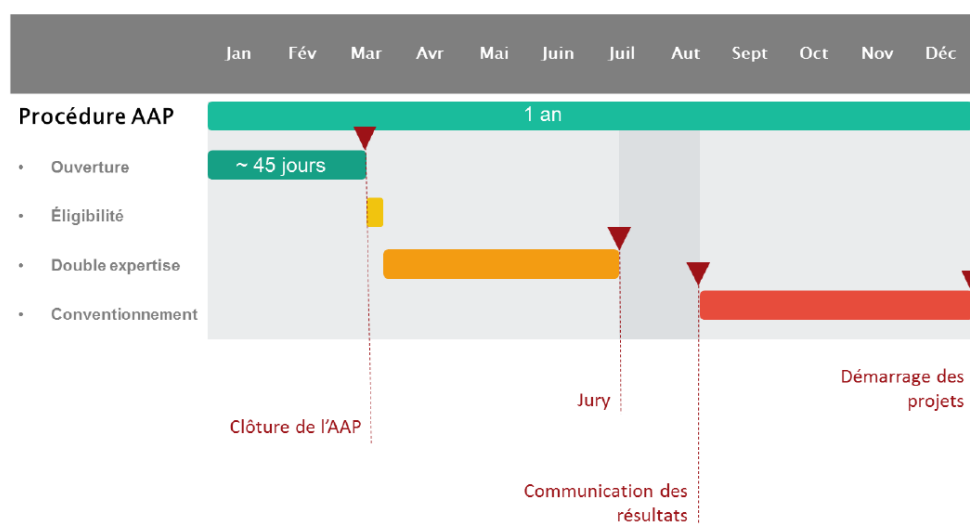 Jan Fév Mar Avr Mai Juin Juil Aut Sept Oct Nov Déc
Procédure AAP
1 an
• Ouverture
~ 45 jours
• Éligibilité
• Double expertise
• Conventionnement
Démarrage des
projets
Jury
Clôture de l'AAP
Communication des
résultats